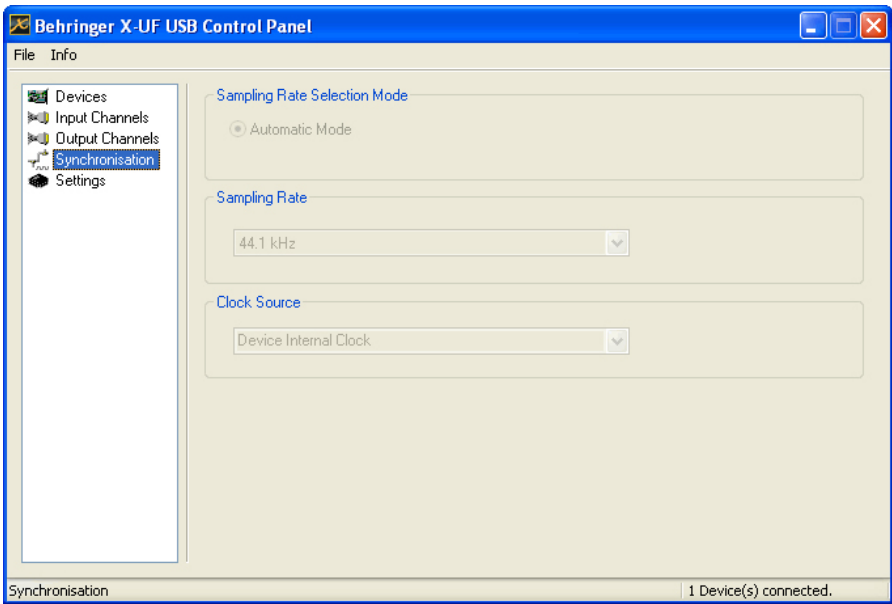 Behringer X-UF USB Control Panel
File Info
Devices
Input Channels
Output Channels
Synchronisation
Settings
Sampling Rate Selection Mode
Automatic Mode
Sampling Rate
44.1 kHz
Clock Source
Device Internal Clock
Synchronisation
1 Device(s) connected.